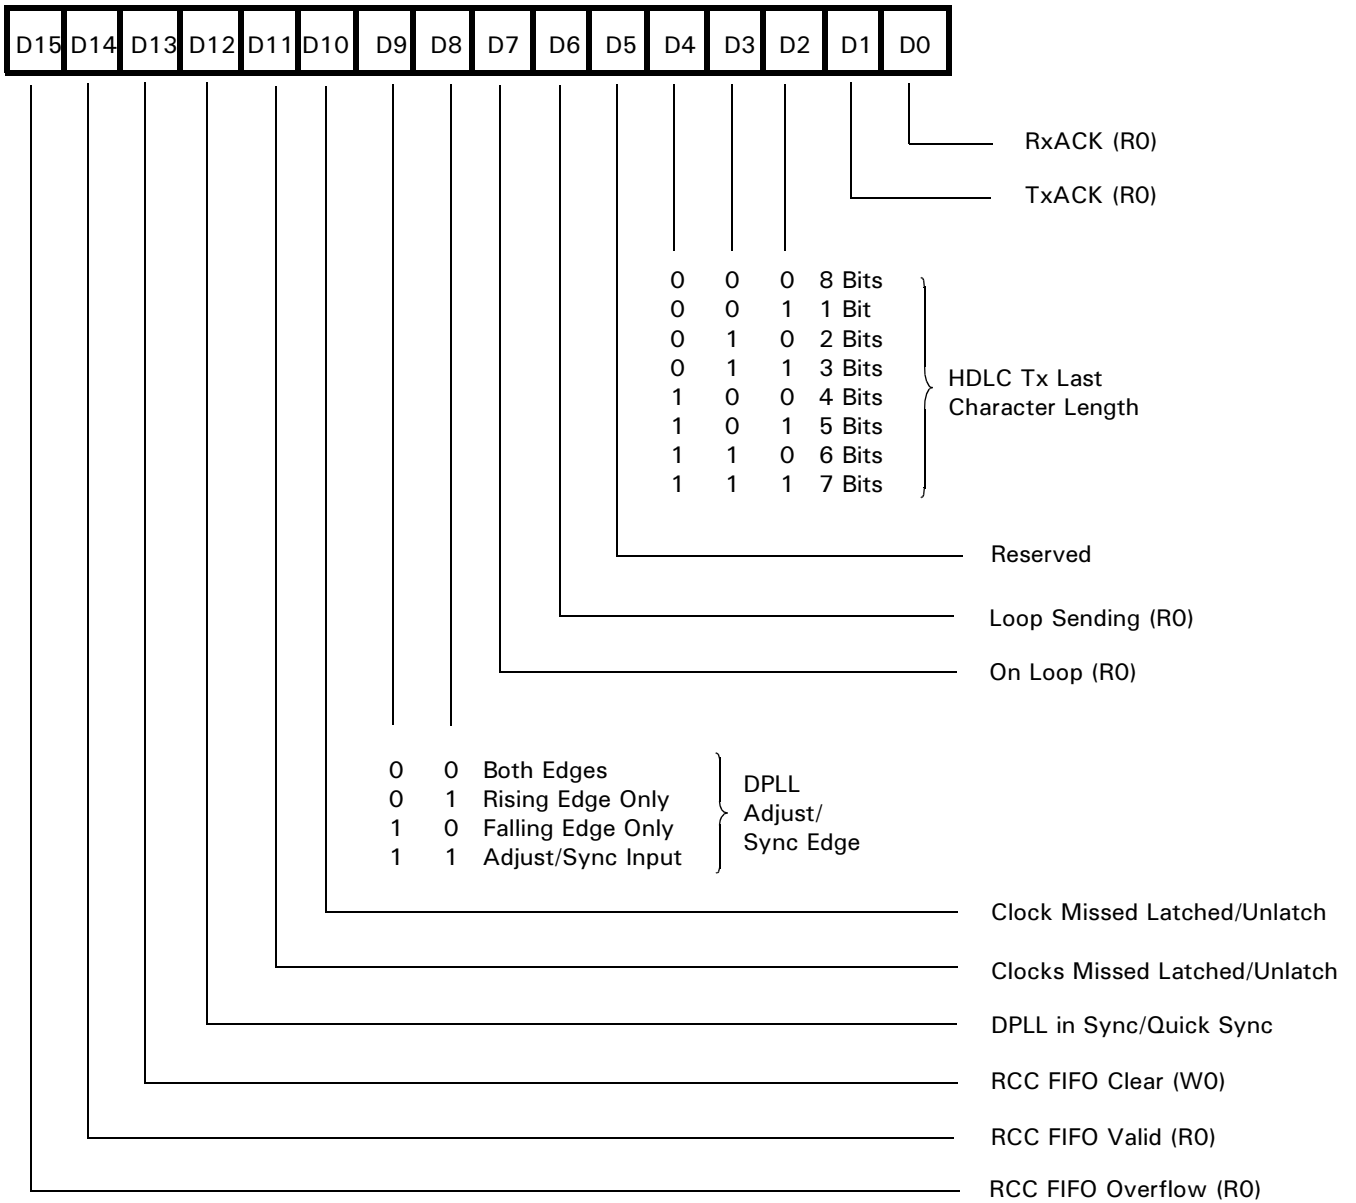 D15 D14 D13 D12 D11 D10 D9 D8 D7 D6 D5 D4 D3 D2 D1 D0
RxACK (R0)
TxACK (R0)
0 0 0 8 Bits
0 0 1 1 Bit
0 1 0 2 Bits
0 1 1 3 Bits
1 0 0 4 Bits
1 0 1 5 Bits
1 1 0 6 Bits
1 1 1 7 Bits
HDLC Tx Last
Character Length
Reserved
Loop Sending (R0)
On Loop (R0)
0 0 Both Edges
0 1 Rising Edge Only
1 0 Falling Edge Only
1 1 Adjust/Sync Input
DPLL
Adjust/
Sync Edge
Clock Missed Latched/Unlatch
Clocks Missed Latched/Unlatch
DPLL in Sync/Quick Sync
RCC FIFO Clear (W0)
RCC FIFO Valid (R0)
RCC FIFO Overflow (R0)